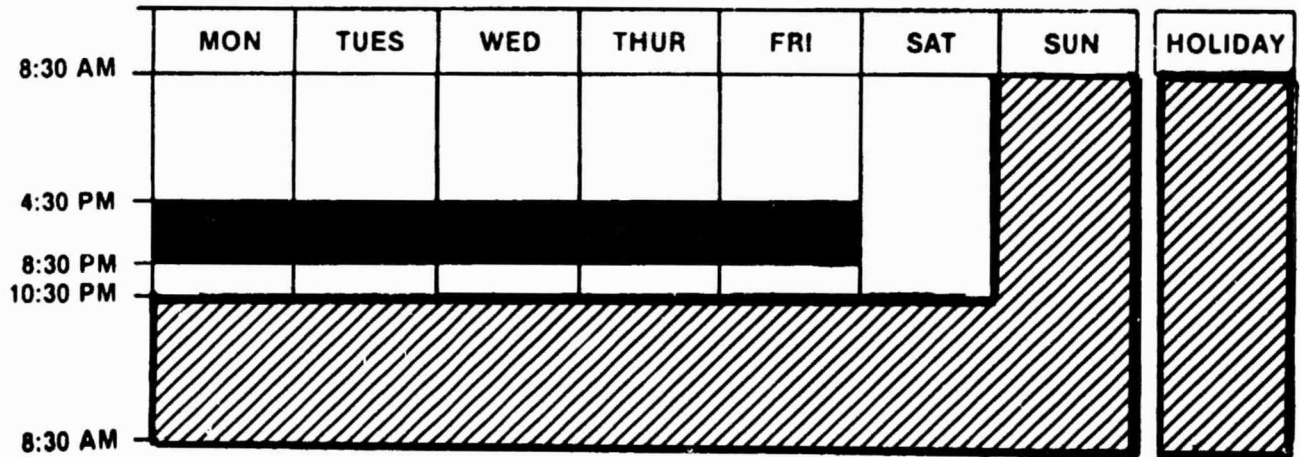 MON TUES WED THUR FRI SAT SUN HOLIDAY
8:30 AM
4:30 PM
8:30 PM
10:30 PM
8:30 AM